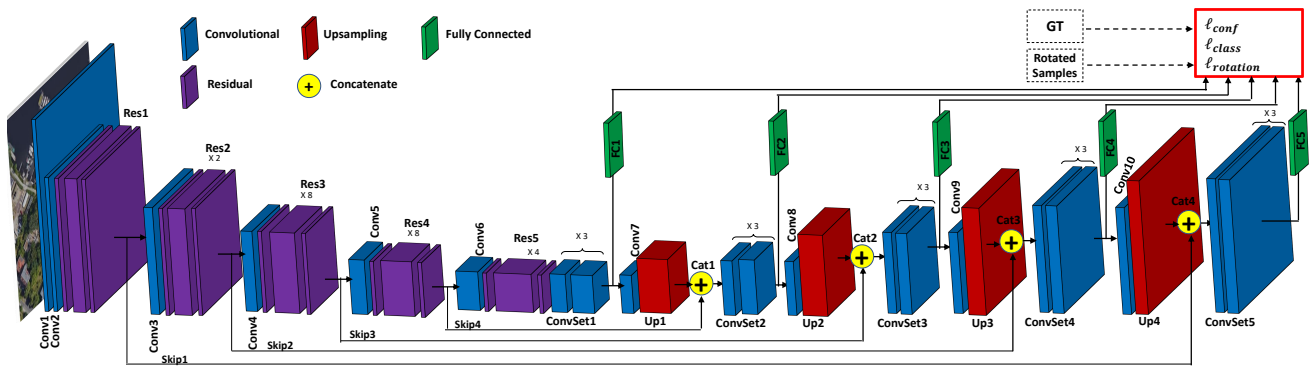 Convolutional
Upsampling
Fully Connected
Residual
+
Concatenate
GT
Rotated
Samples
ℓconf
ℓclass
ℓrotation
Res1
Res2
X 2
Res3
X 8
Conv5
Res4
X 8
Conv6
Res5
X 4
X 3
FC1
Conv7
Cat1
+
X 3
FC2
Conv8
Cat2
+
X 3
FC3
Conv9
Cat3
+
X 3
FC4
Conv10
Cat4
+
X 3
FC5
Conv1
Conv2
Conv3
Conv4
ConvSet1
Up1
ConvSet2
Up2
ConvSet3
Up3
ConvSet4
Up4
ConvSet5
Skip1
Skip2
Skip3
Skip4